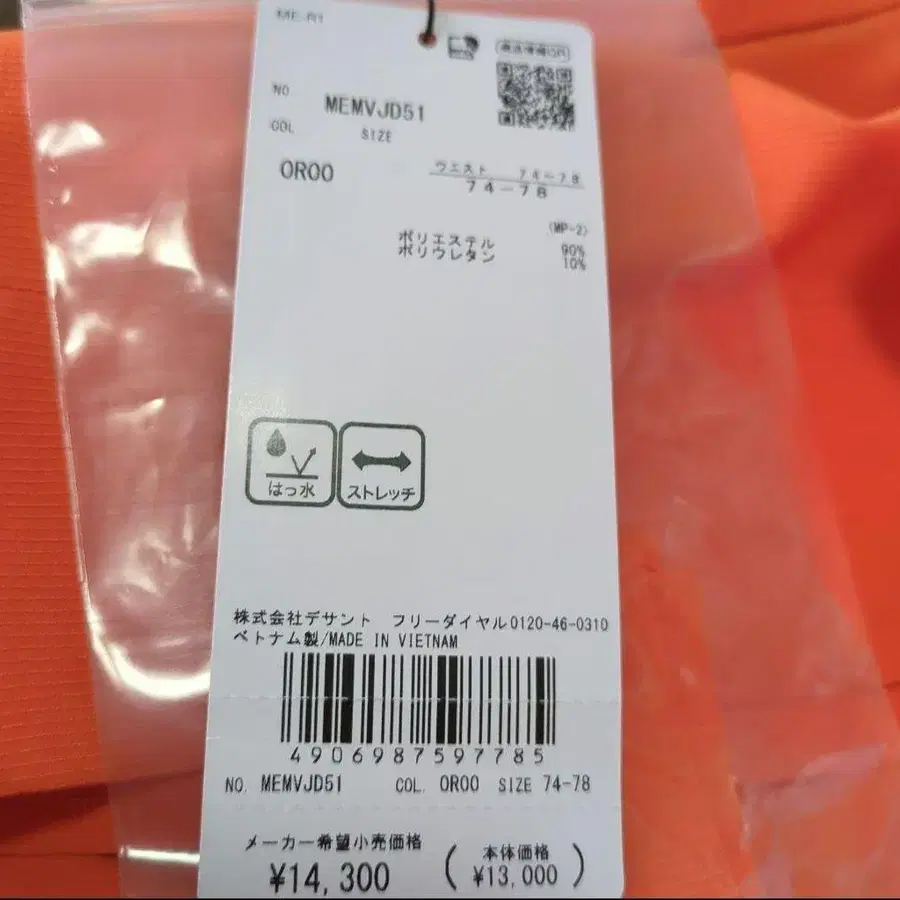 ME-R1
NO
MEMVJD51
COL
SIZE
OR00
ウエスト 74-78
74-78
(MP-2)
ポリエステル 90%
ポリウレタン 10%
はっ水
ストレッチ
株式会社デサント フリーダイヤル0120-46-0310
ベトナム製/MADE IN VIETNAM
4906987597785
NO. MEMVJD51 COL. OR00 SIZE 74-78
メーカー希望小売価格
¥14,300
(本体価格
¥13,000)